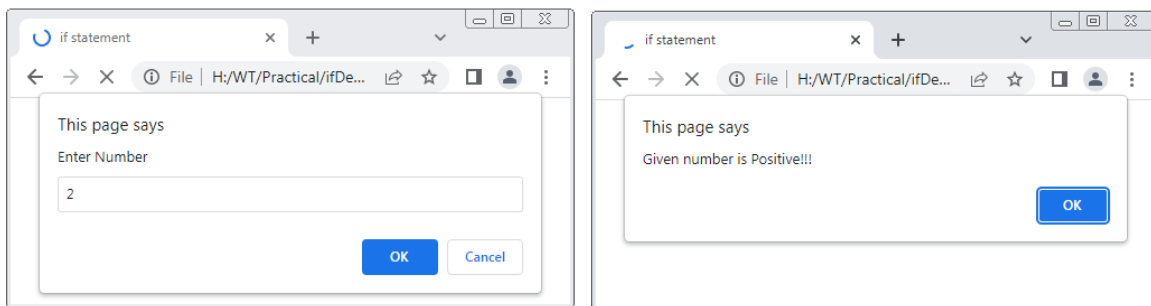 if statement
File | H:/WT/Practical/ifDe...
This page says
Enter Number
2
OK Cancel
if statement
File | H:/WT/Practical/ifDe...
This page says
Given number is Positive!!!
OK